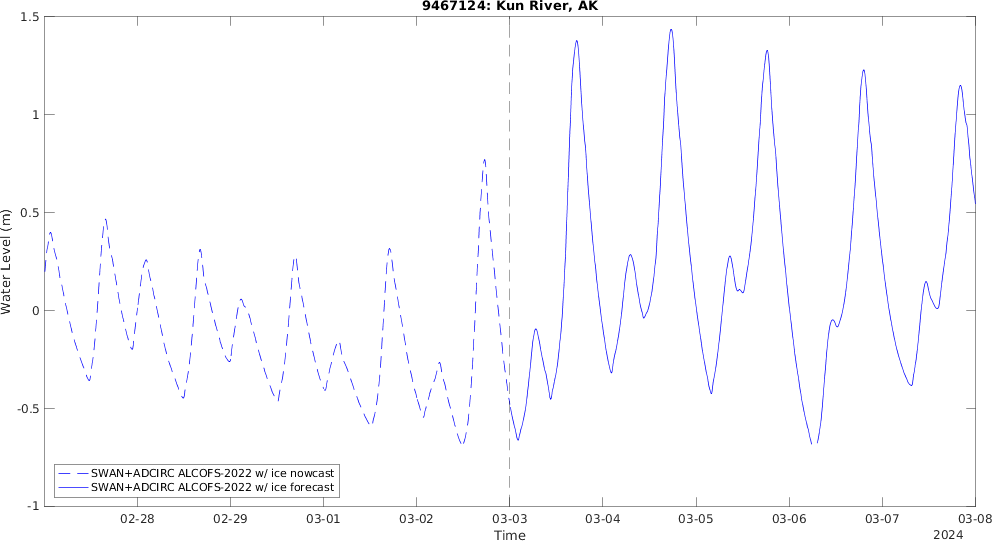 9467124: Kun River, AK
1.5
1
0.5
0
-0.5
-1
Water Level (m)
SWAN+ADCIRC ALCOFS-2022 w/ ice nowcast
SWAN+ADCIRC ALCOFS-2022 w/ ice forecast
02-28 02-29 03-01 03-02 03-03 03-04 03-05 03-06 03-07 03-08
Time
2024